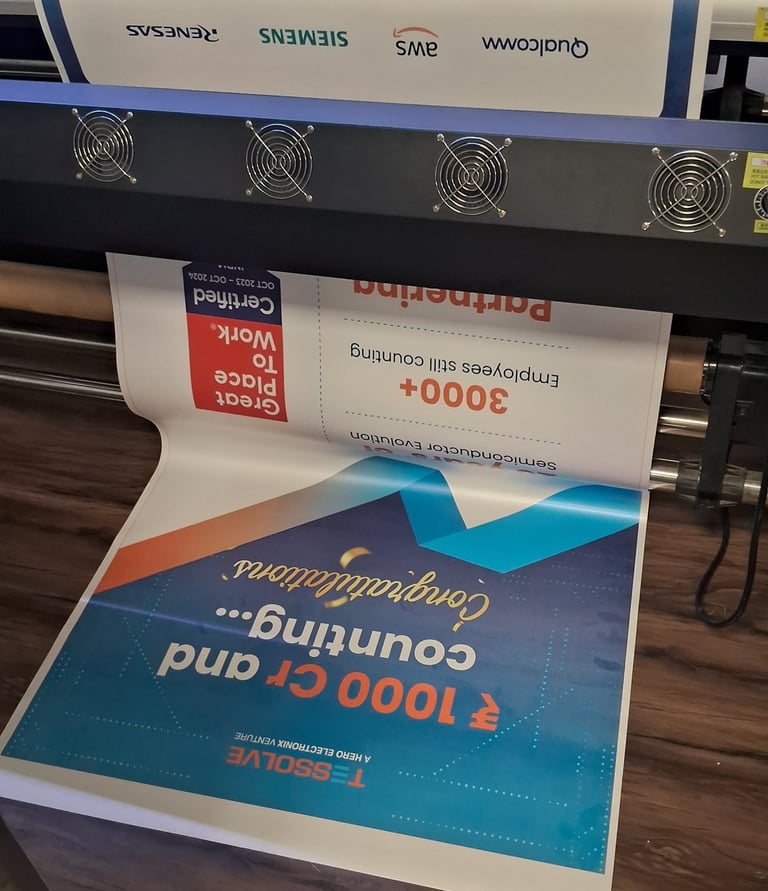 TESSOLVE
A HERO ELECTRONIX VENTURE
₹ 1000 Cr and
counting...
Congratulations
semiconductor Evolution
3000+
Employees still counting
Partnering
Great
Place
To
Work®
Certified
OCT 2023 – OCT 2024
INDIA
Qualcomm
aws
SIEMENS
RENESAS